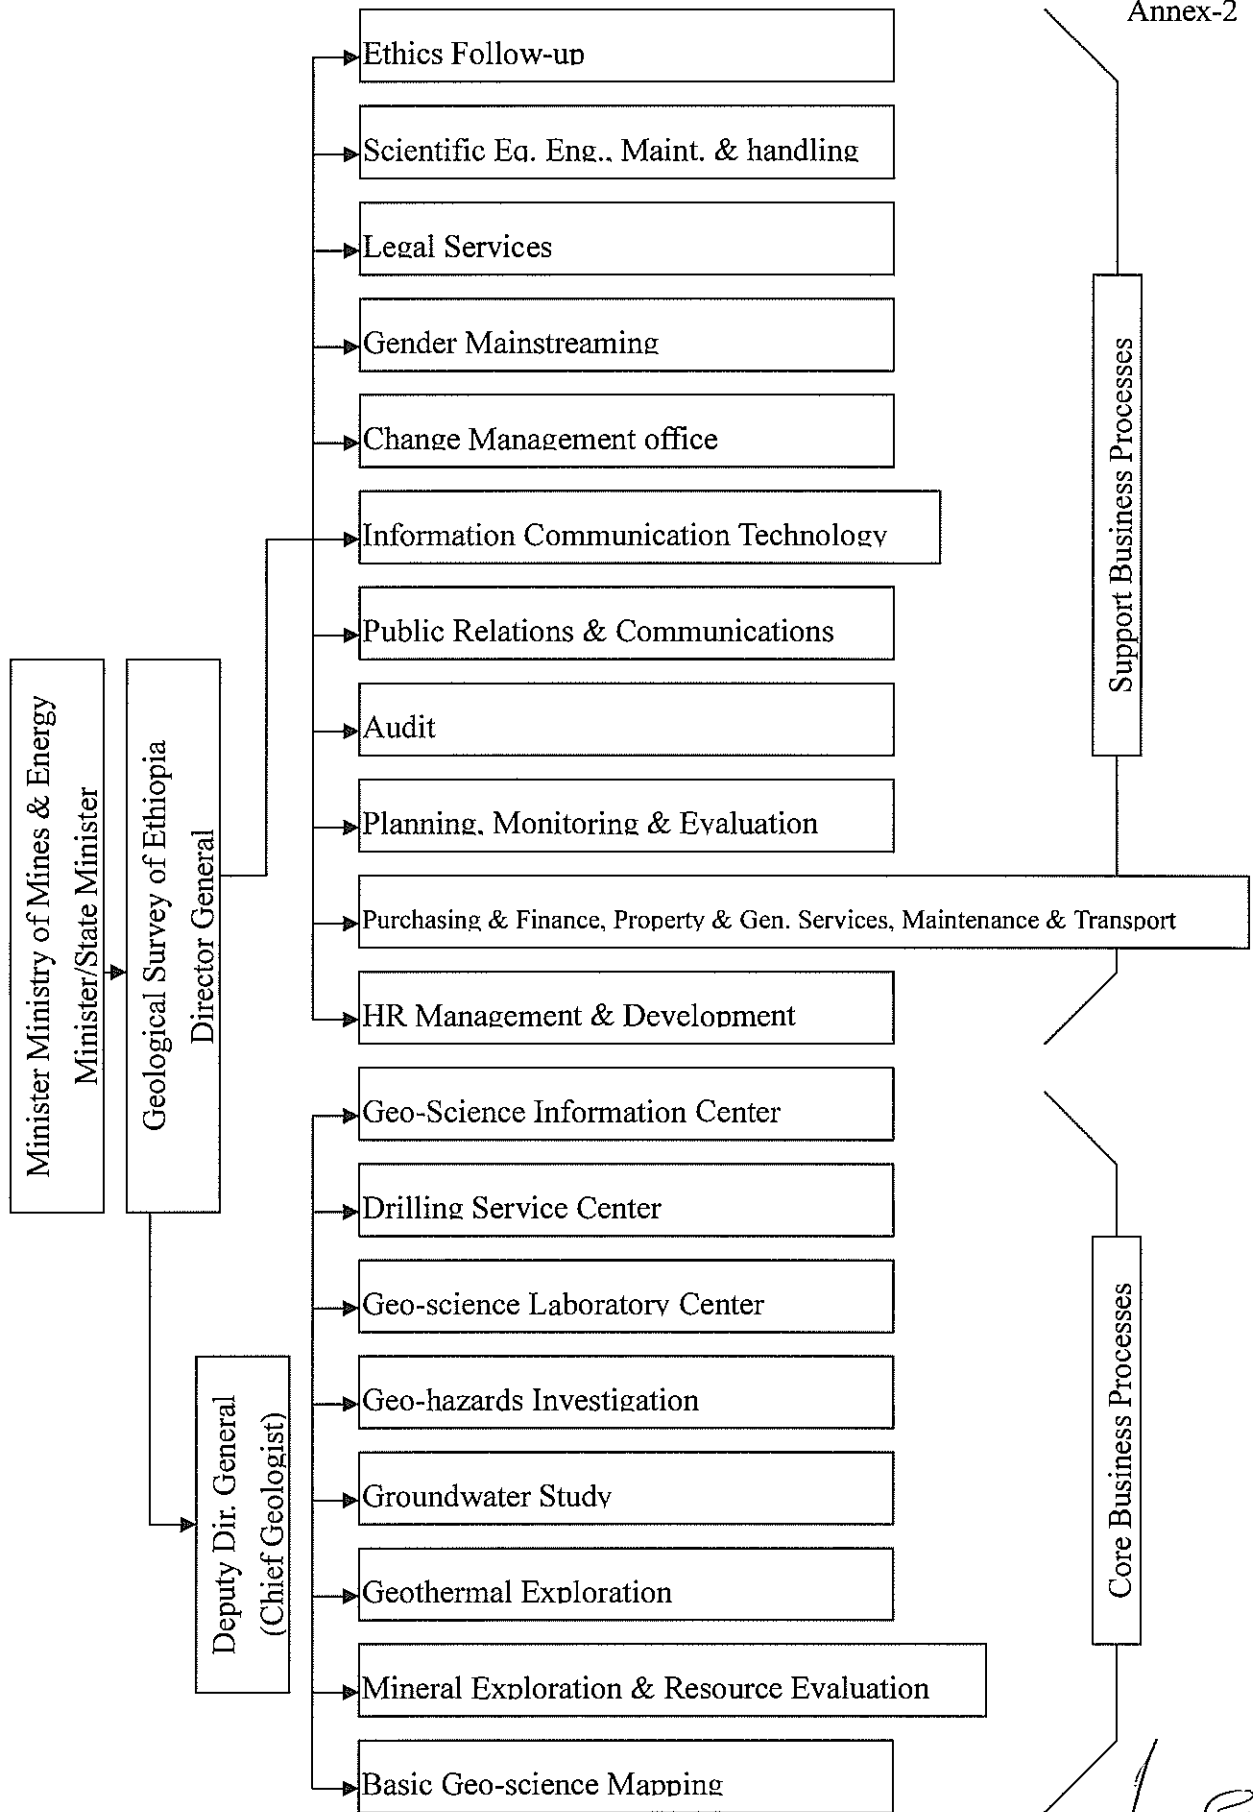 Annex-2
Ethics Follow-up
Scientific Eq. Eng., Maint. & handling
Legal Services
Gender Mainstreaming
Change Management office
Information Communication Technology
Public Relations & Communications
Audit
Planning, Monitoring & Evaluation
Purchasing & Finance, Property & Gen. Services, Maintenance & Transport
HR Management & Development
Support Business Processes
Minister Ministry of Mines & Energy
Minister/State Minister
Geological Survey of Ethiopia
Director General
Geo-Science Information Center
Drilling Service Center
Geo-science Laboratory Center
Geo-hazards Investigation
Groundwater Study
Geothermal Exploration
Mineral Exploration & Resource Evaluation
Basic Geo-science Mapping
Deputy Dir. General
(Chief Geologist)
Core Business Processes